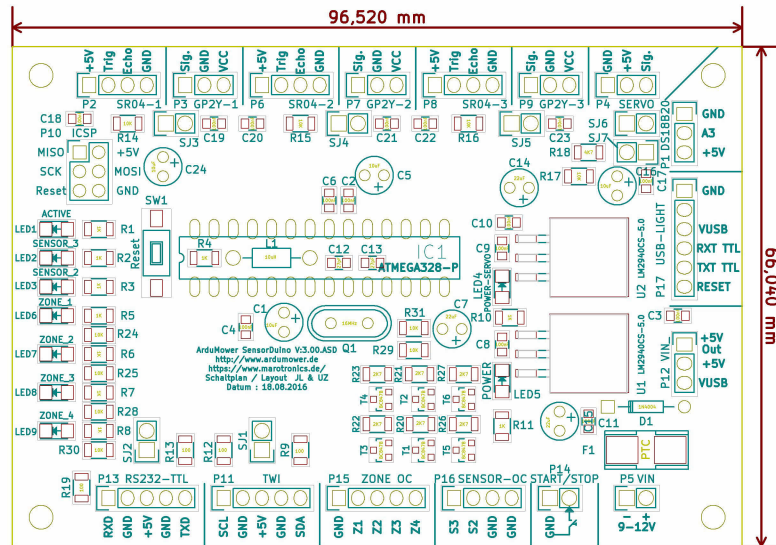 96,520 mm
66,040 mm
+5V Trig Echo GND
Sig. GND VCC
+5V Trig Echo GND
Sig. GND VCC
+5V Trig Echo GND
Sig. GND VCC
GND +5V Sig.
P2 SR04-1 P3 GP2Y-1 P6 SR04-2 P7 GP2Y-2 P8 SR04-3 P9 GP2Y-3 P4 SERVO
C18 R14 SJ3 C19 C20 R15 SJ4 C21 C22 R16 SJ5 C23 SJ6
SJ7
P10 ICSP
MISO +5V
SCK MOSI
Reset GND
C24
C5
C14
R18
R17
C16
C17
P1 DS18B20
GND
A3
+5V
SW1
Reset
C6 C2
R4 L1
C12 C13
IC1
ATMEGA328-P
C10
C9
LED4
POWER-SERVO
U2 LM2940CS-5.0
P17 USB-LIGHT
GND
VUSB
RXT TTL
TXT TTL
RESET
ACTIVE
LED1 R1
SENSOR_3
LED2 R2
SENSOR_2
LED3 R3
ZONE_1
LED6 R5
R24
ZONE_2
LED7 R6
R25
ZONE_3
LED8 R7
R28
ZONE_4
LED9 R8
R30
C4 C1
16MHz
Q1
R31
R29
C7
R10
C8
POWER
LED5
R11
U1 LM2940CS-5.0
C3
P12 VIN
+5V
Out
+5V
VUSB
ArduMower SensorDuino V:3.00.ASD
http://www.ardumower.de
https://www.marotronics.de/
Schaltplan / Layout JL & UZ
Datum : 18.08.2016
R23 R21 R27
2K7 2K7 2K7
T4 T2 T6
R22 R20 R26
2K7 2K7 2K7
T3 T1 T5
C11
D1
1N4004
F1
PTC
SJ2 R13 R12 SJ1 R9
R19
P13 RS232-TTL P11 TWI P15 ZONE OC P16 SENSOR-OC START/STOP P5 VIN
P14
RXD GND +5V GND TXD
SCL GND +5V GND SDA
GND Z1 Z2 Z3 Z4
S3 S2 GND GND
GND
- +
9-12V